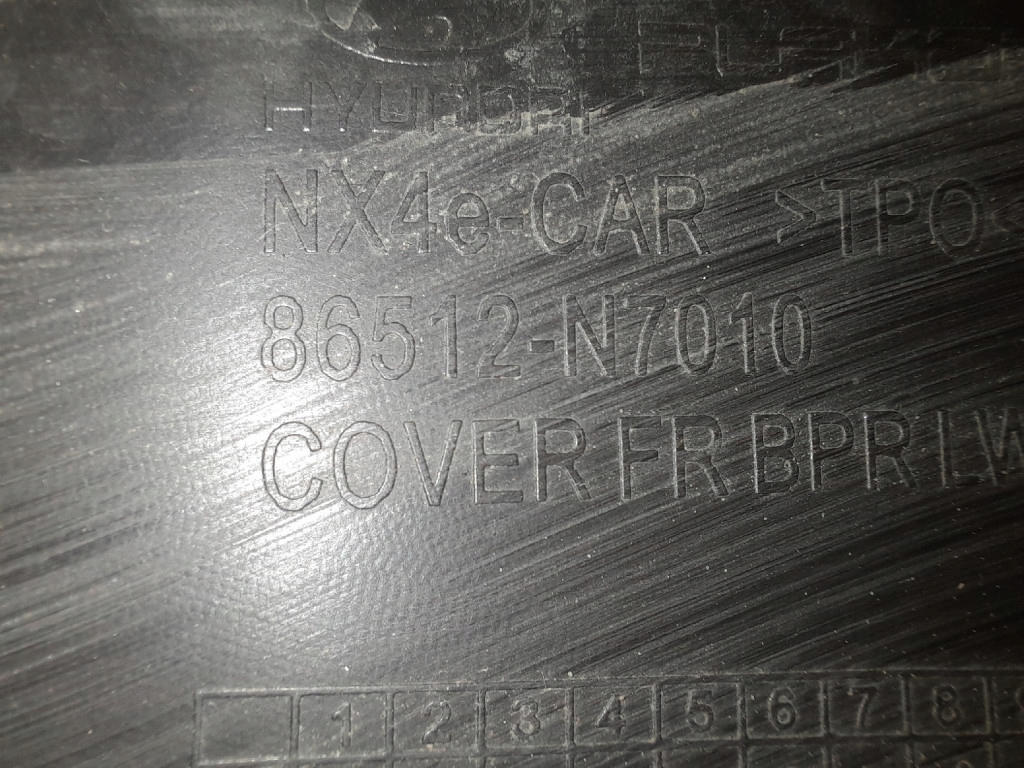 HYUNDAI
NX4e-CAR >TPO<
86512-N7010
COVER FR BPR LW
1 2 3 4 5 6 7 8